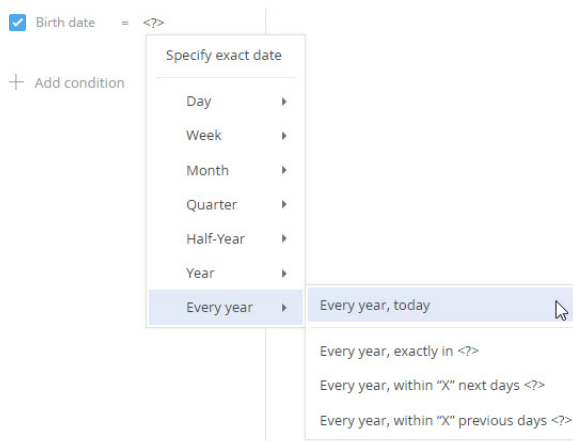 Birth date = <?>
Specify exact date
Add condition
Day
Week
Month
Quarter
Half-Year
Year
Every year
Every year, today
Every year, exactly in <?>
Every year, within “X” next days <?>
Every year, within “X” previous days <?>